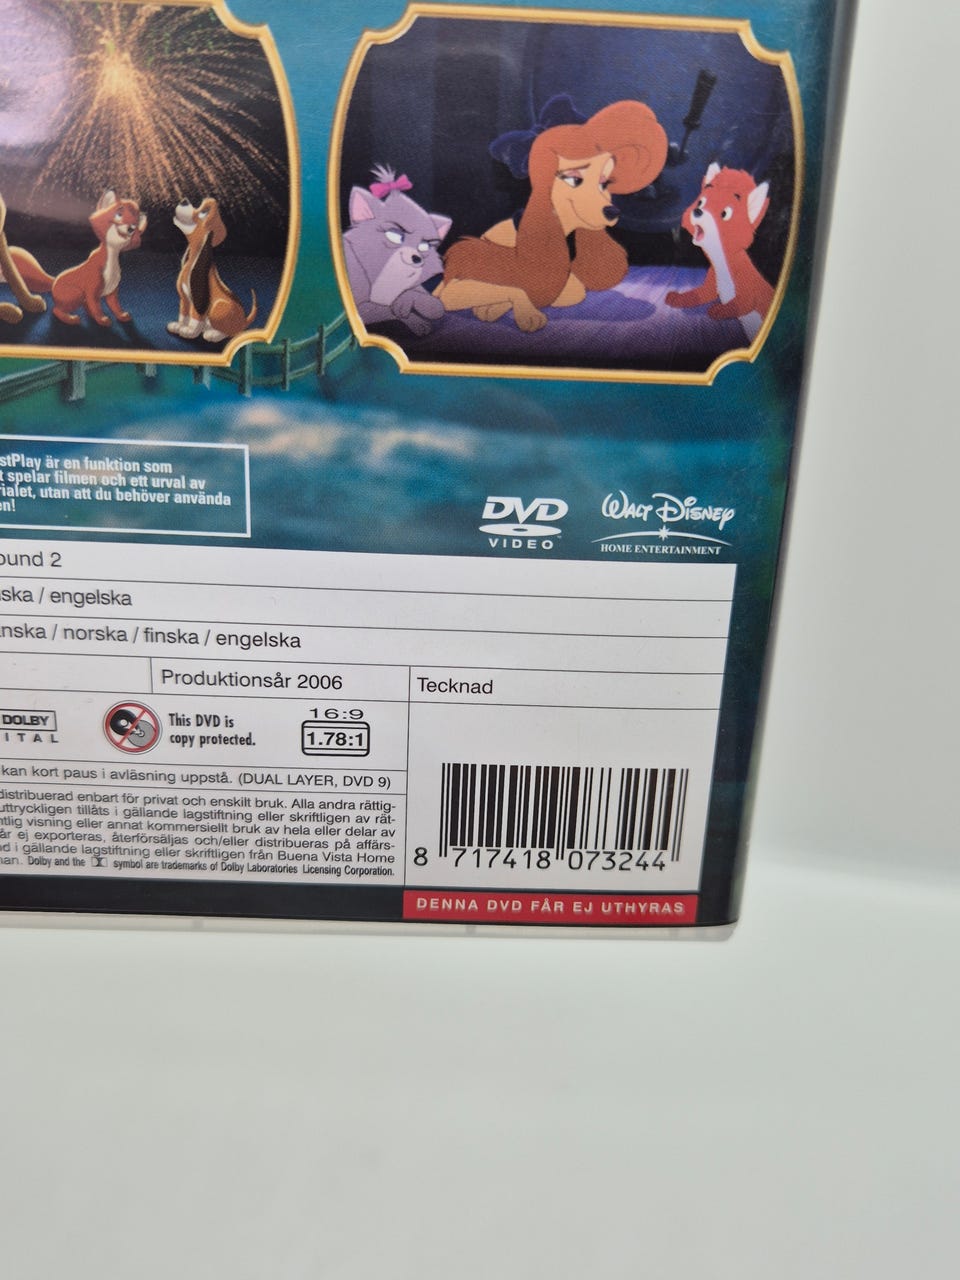 stPlay är en funktion som
t spelar filmen och ett urval av
rialet, utan att du behöver använda
en!
DVD
VIDEO
WALT DISNEY
HOME ENTERTAINMENT
ound 2
ska / engelska
nska / norska / finska / engelska
Produktionsår 2006
Tecknad
DOLBY
ITAL
This DVD is
copy protected.
16:9
1.78:1
kan kort paus i avläsning uppstå. (DUAL LAYER, DVD 9)
distribuerad enbart för privat och enskilt bruk. Alla andra rättig-
uttryckligen tillåts i gällande lagstiftning eller skriftligen av rät-
ntlig visning eller annat kommersiellt bruk av hela eller delar av
år ej exporteras, återförsäljas och/eller distribueras på affärs-
d i gällande lagstiftning eller skriftligen från Buena Vista Home
nan. Dolby and the symbol are trademarks of Dolby Laboratories Licensing Corporation.
8 717418 073244
DENNA DVD FÅR EJ UTHYRAS